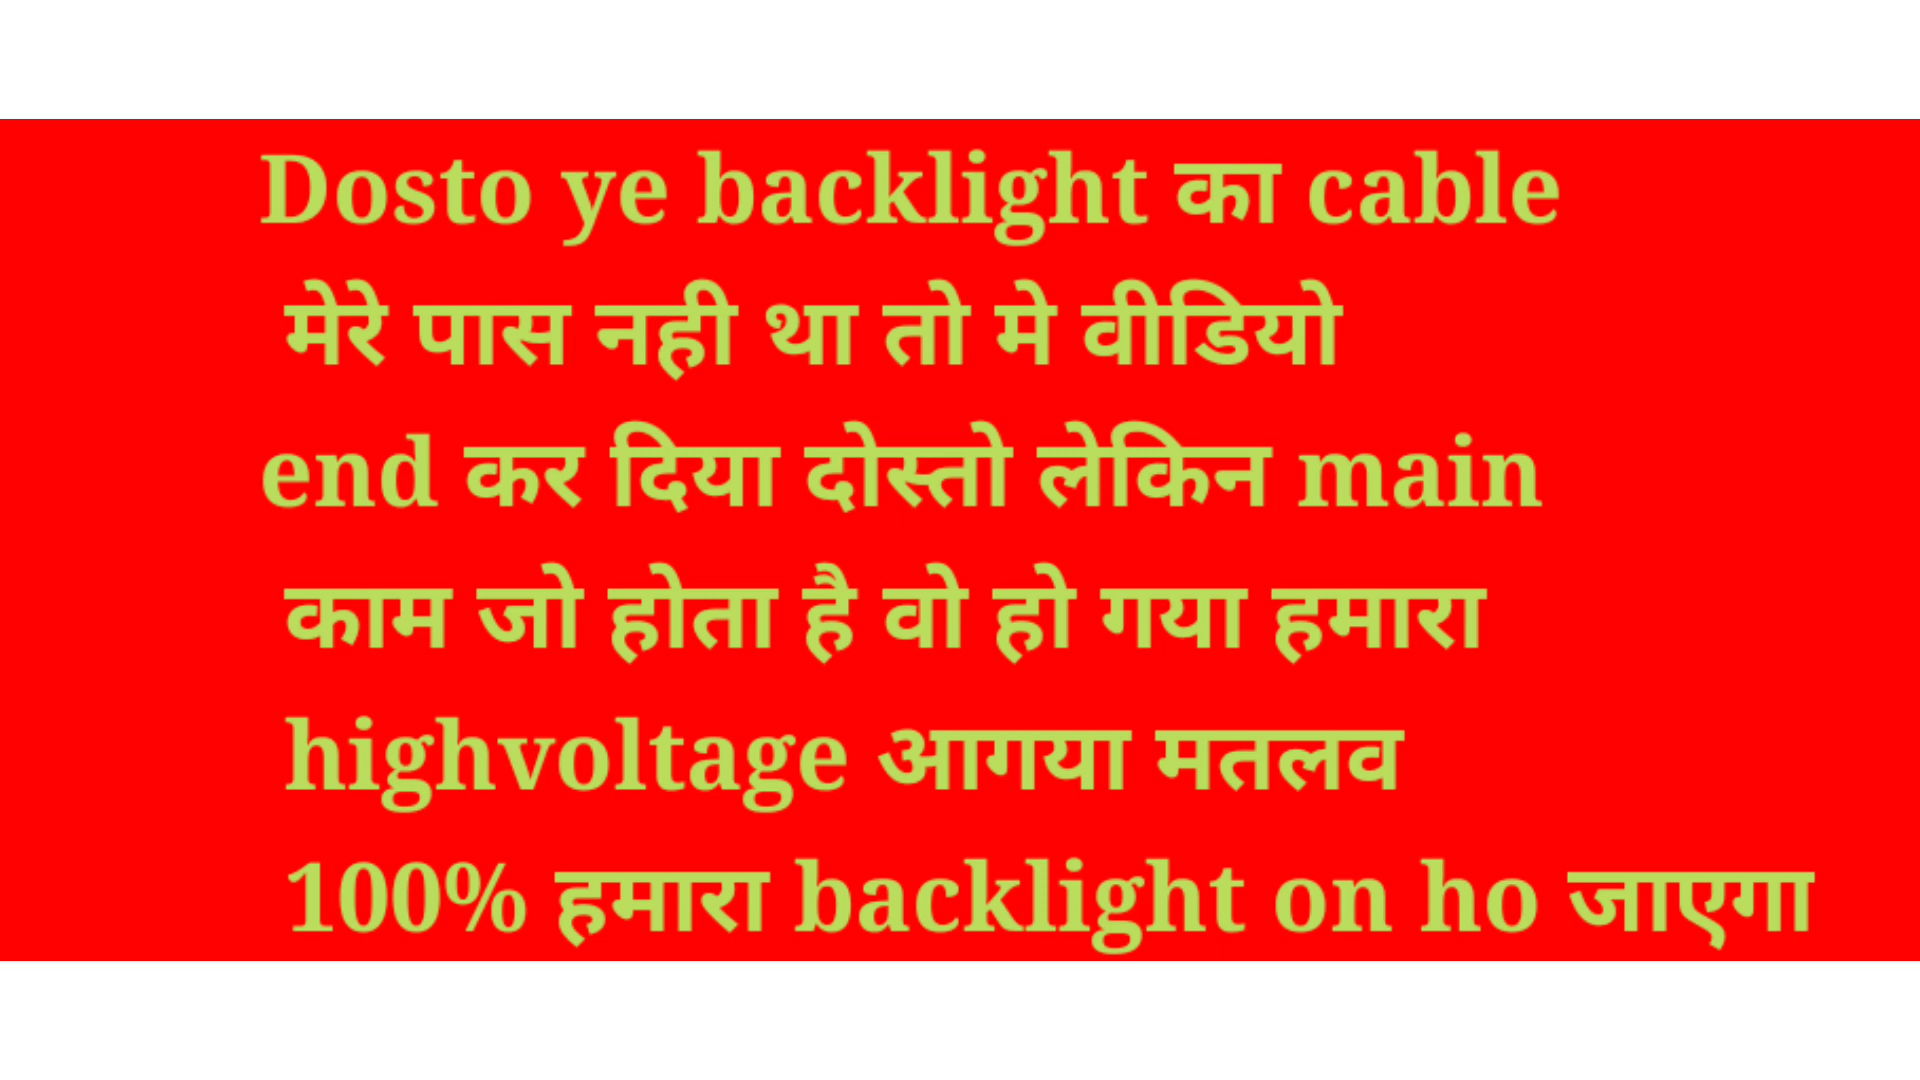 Dosto ye backlight का cable
मेरे पास नही था तो मे वीडियो
end कर दिया दोस्तो लेकिन main
काम जो होता है वो हो गया हमारा
highvoltage आगया मतलव
100% हमारा backlight on ho जाएगा